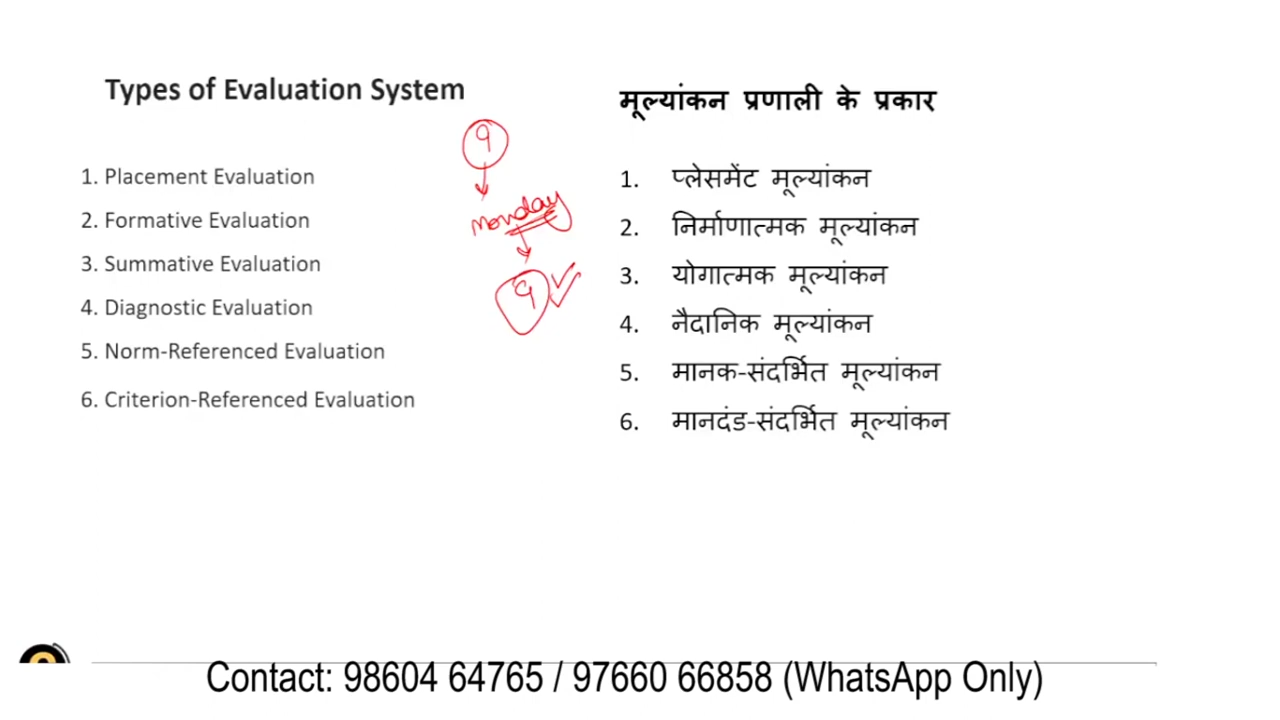 Types of Evaluation System
1. Placement Evaluation
2. Formative Evaluation
3. Summative Evaluation
4. Diagnostic Evaluation
5. Norm-Referenced Evaluation
6. Criterion-Referenced Evaluation
9
monday
9
मूल्यांकन प्रणाली के प्रकार
1. प्लेसमेंट मूल्यांकन
2. निर्माणात्मक मूल्यांकन
3. योगात्मक मूल्यांकन
4. नैदानिक मूल्यांकन
5. मानक-संदर्भित मूल्यांकन
6. मानदंड-संदर्भित मूल्यांकन
Contact: 98604 64765 / 97660 66858 (WhatsApp Only)